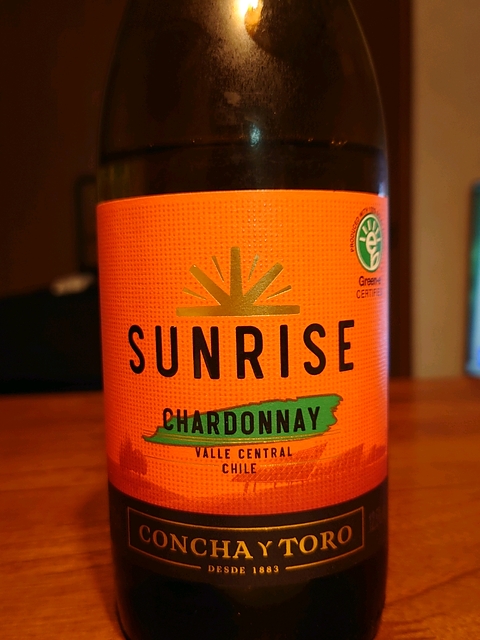 Green-e
CERTIFIED
SUNRISE
CHARDONNAY
VALLE CENTRAL
CHILE
CONCHA Y TORO
DESDE 1883